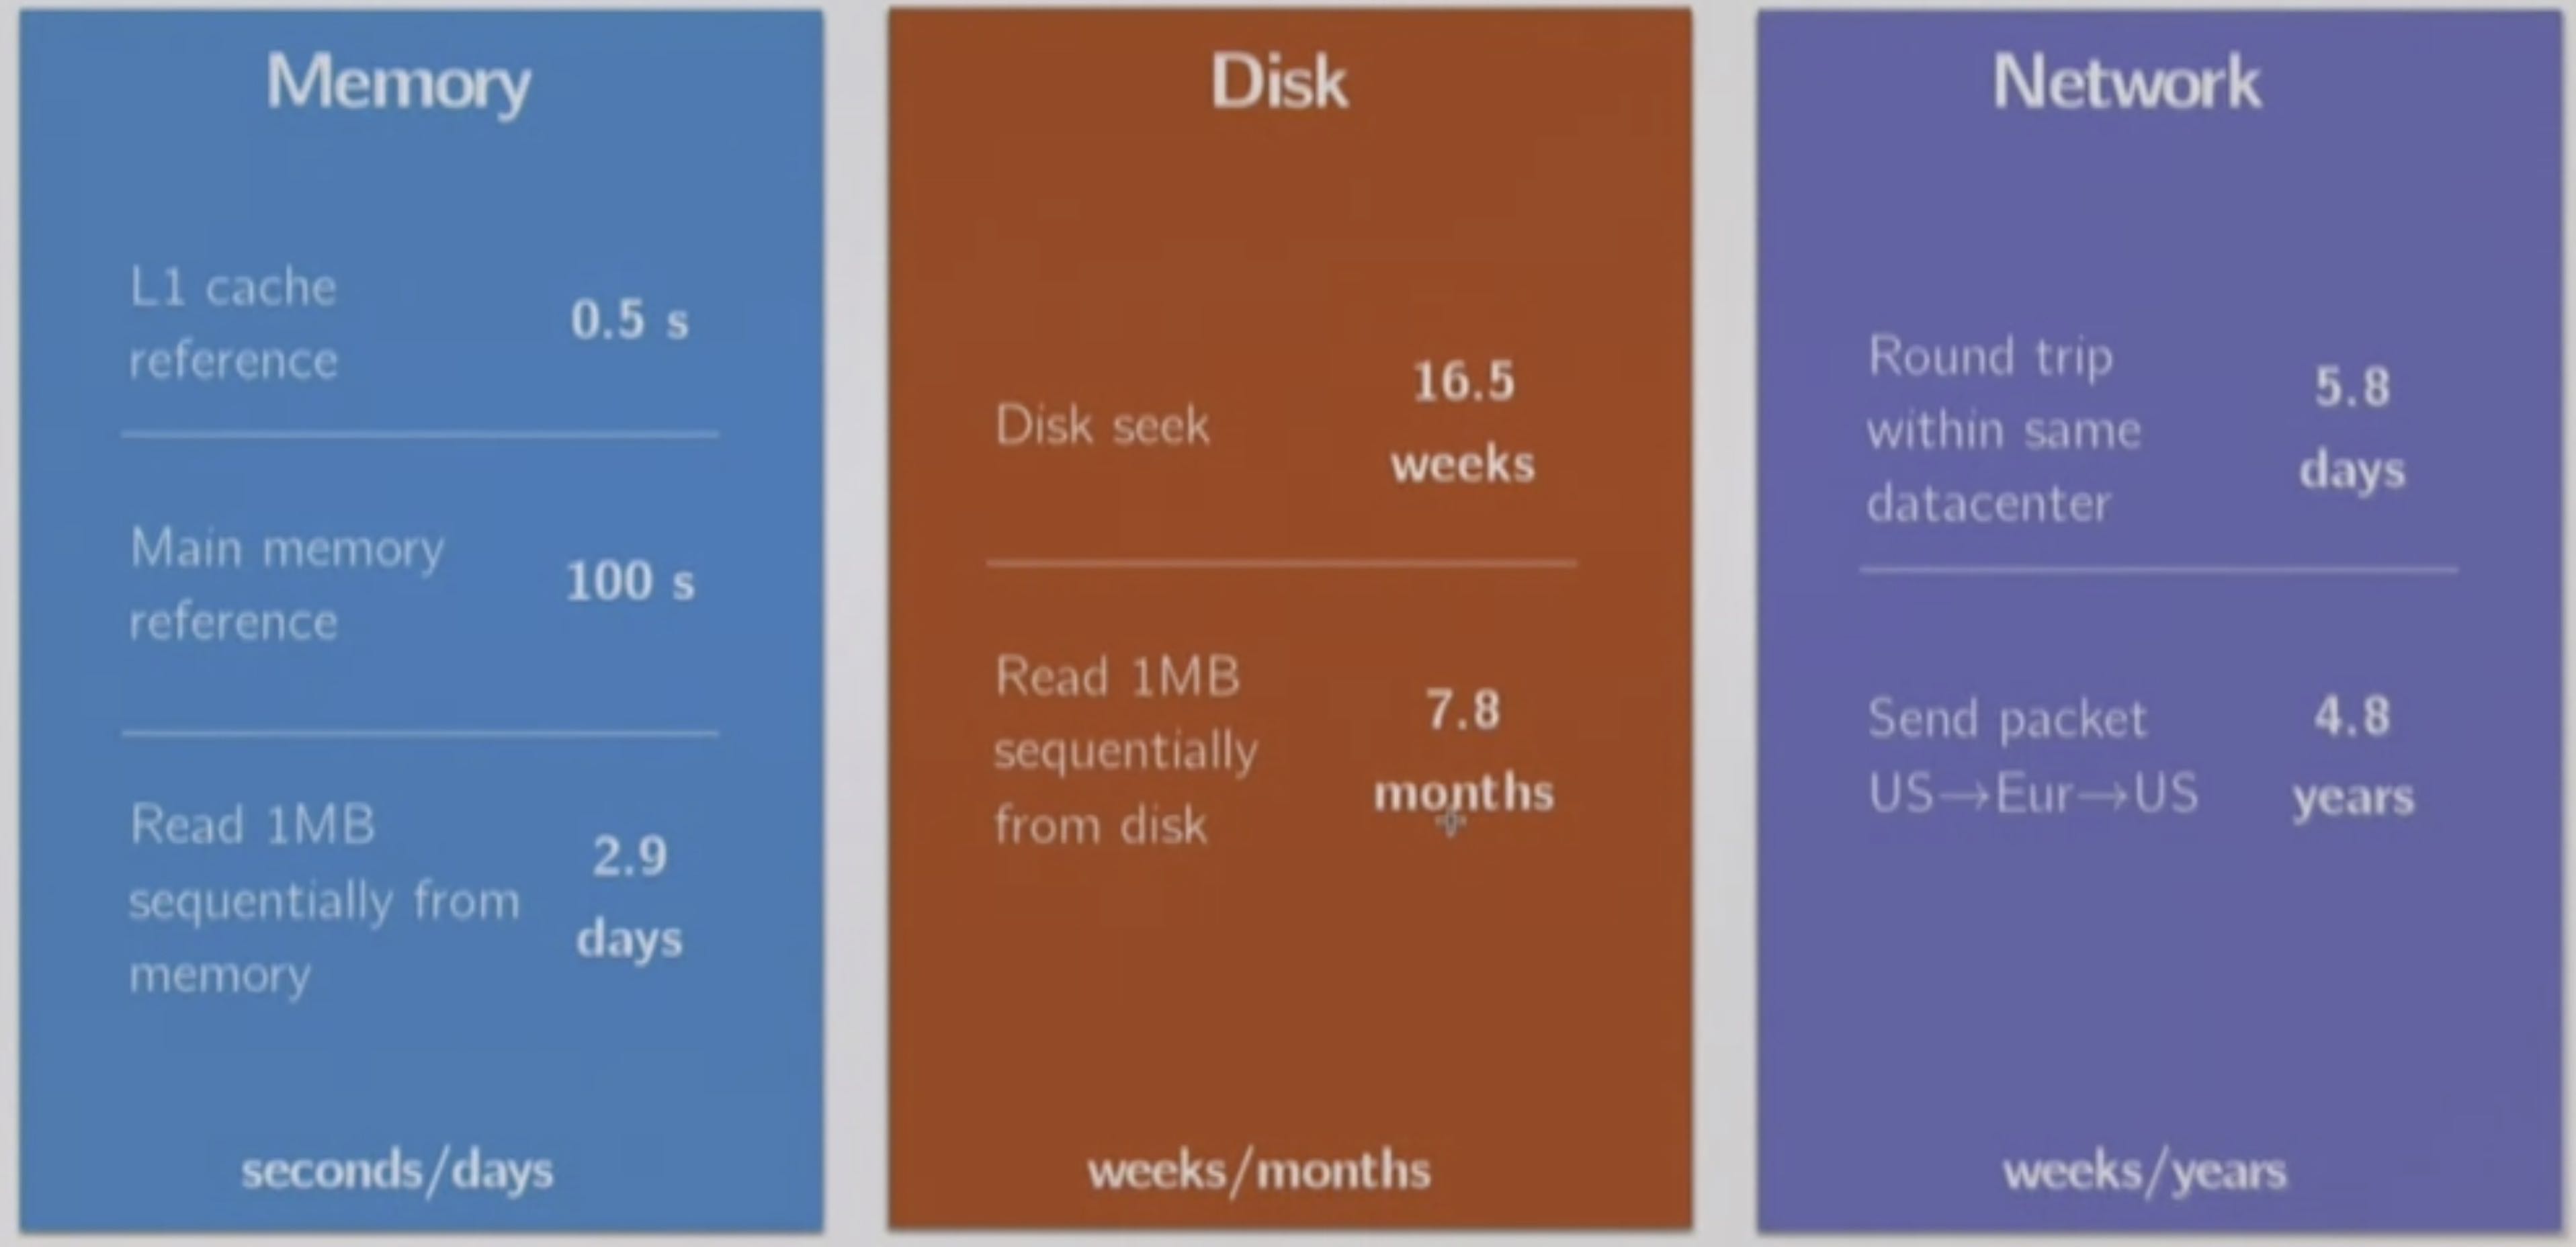 Memory
L1 cache
reference
0.5 s
Main memory
reference
100 s
Read 1MB
sequentially from
memory
2.9
days
seconds/days
Disk
Disk seek
16.5
weeks
Read 1MB
sequentially
from disk
7.8
months
weeks/months
Network
Round trip
within same
datacenter
5.8
days
Send packet
US→Eur→US
4.8
years
weeks/years